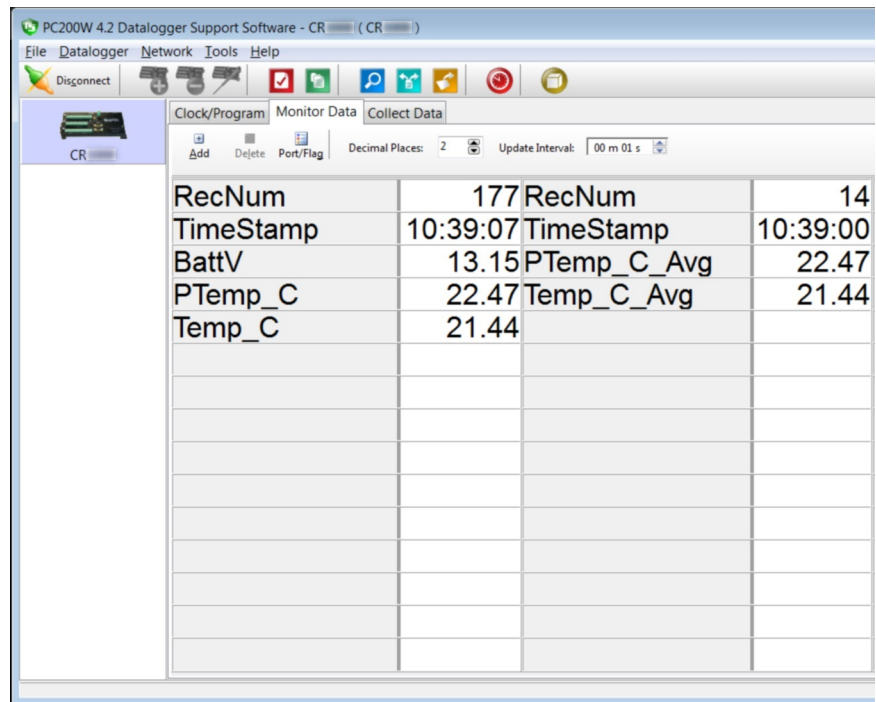 PC200W 4.2 Datalogger Support Software - CR ( CR )
File Datalogger Network Tools Help
Disconnect
Clock/Program Monitor Data Collect Data
Add Delete Port/Flag Decimal Places: 2 Update Interval: 00 m 01 s
CR
RecNum 177 RecNum 14
TimeStamp 10:39:07 TimeStamp 10:39:00
BattV 13.15 PTemp_C_Avg 22.47
PTemp_C 22.47 Temp_C_Avg 21.44
Temp_C 21.44